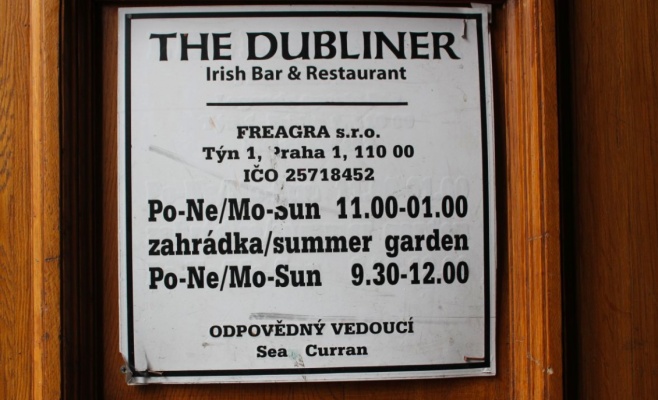 THE DUBLINER
Irish Bar & Restaurant
FREAGRA s.r.o.
Týn 1, Praha 1, 110 00
IČO 25718452
Po-Ne/Mo-Sun 11.00-01.00
zahrádka/summer garden
Po-Ne/Mo-Sun 9.30-12.00
ODPOVĚDNÝ VEDOUCÍ
Sea Curran